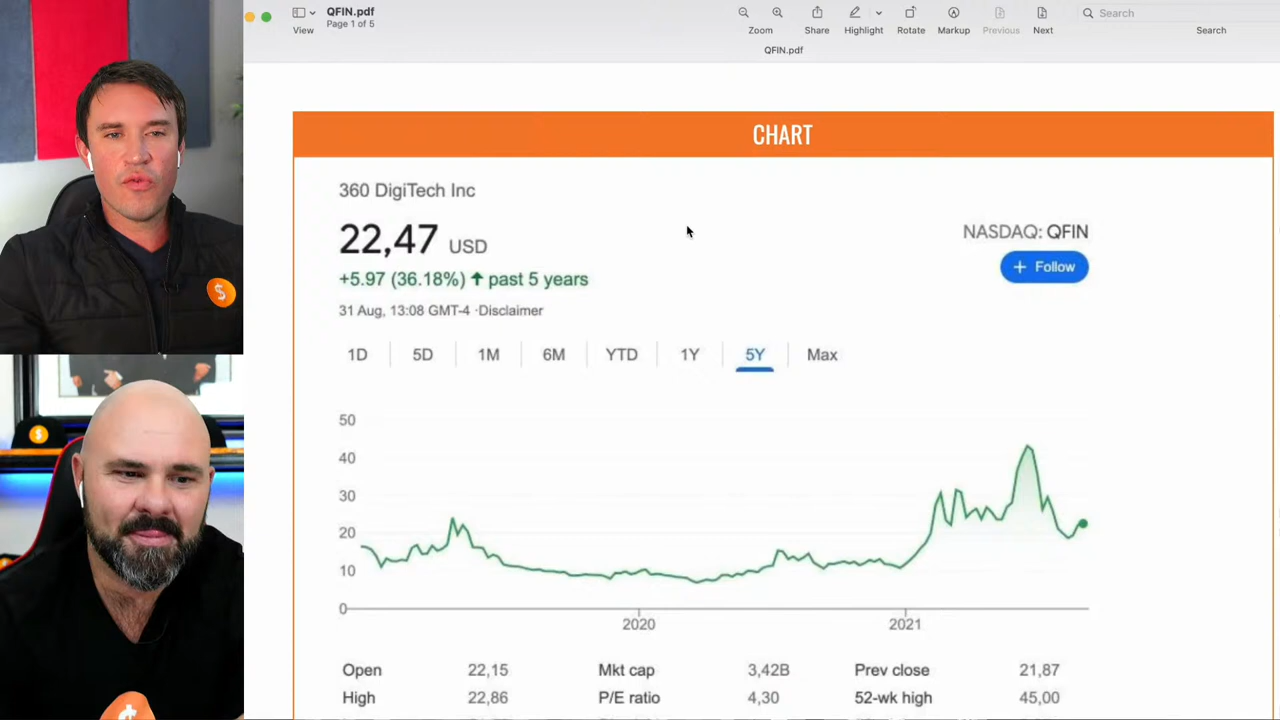 QFIN.pdf
Page 1 of 5
View
Zoom
Share
Highlight
Rotate
Markup
Previous
Next
Search
Search
QFIN.pdf
CHART
360 DigiTech Inc
22,47 USD
NASDAQ: QFIN
+ Follow
+5.97 (36.18%) ↑ past 5 years
31 Aug, 13:08 GMT-4 ·Disclaimer
1D 5D 1M 6M YTD 1Y 5Y Max
50
40
30
20
10
0
2020 2021
Open 22,15 Mkt cap 3,42B Prev close 21,87
High 22,86 P/E ratio 4,30 52-wk high 45,00
$
$